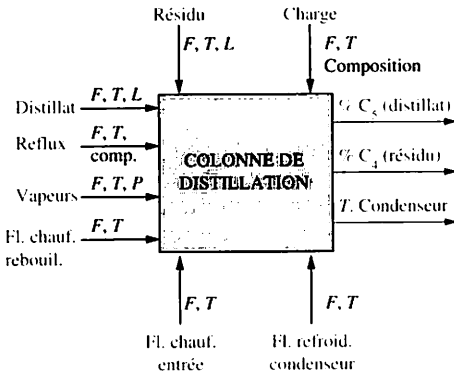 Résidu
Charge
F, T, L
F, T
Composition
Distillat
F, T, L
% C5 (distillat)
Reflux
F, T,
comp.
COLONNE DE
DISTILLATION
% C4 (résidu)
Vapeurs
F, T, P
T. Condenseur
Fl. chauf.
rebouil.
F, T
F, T
F, T
Fl. chauf.
entrée
Fl. refroid.
condenseur